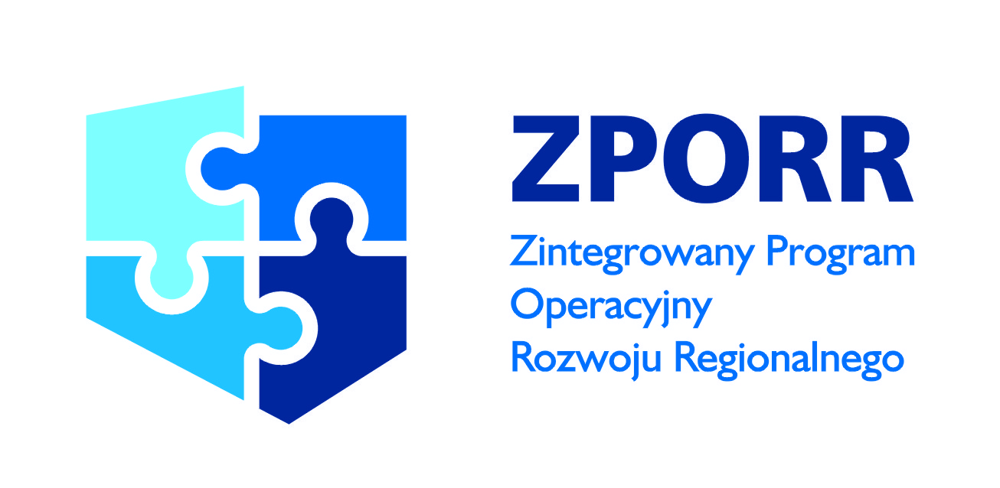 ZPORR
Zintegrowany Program
Operacyjny
Rozwoju Regionalnego